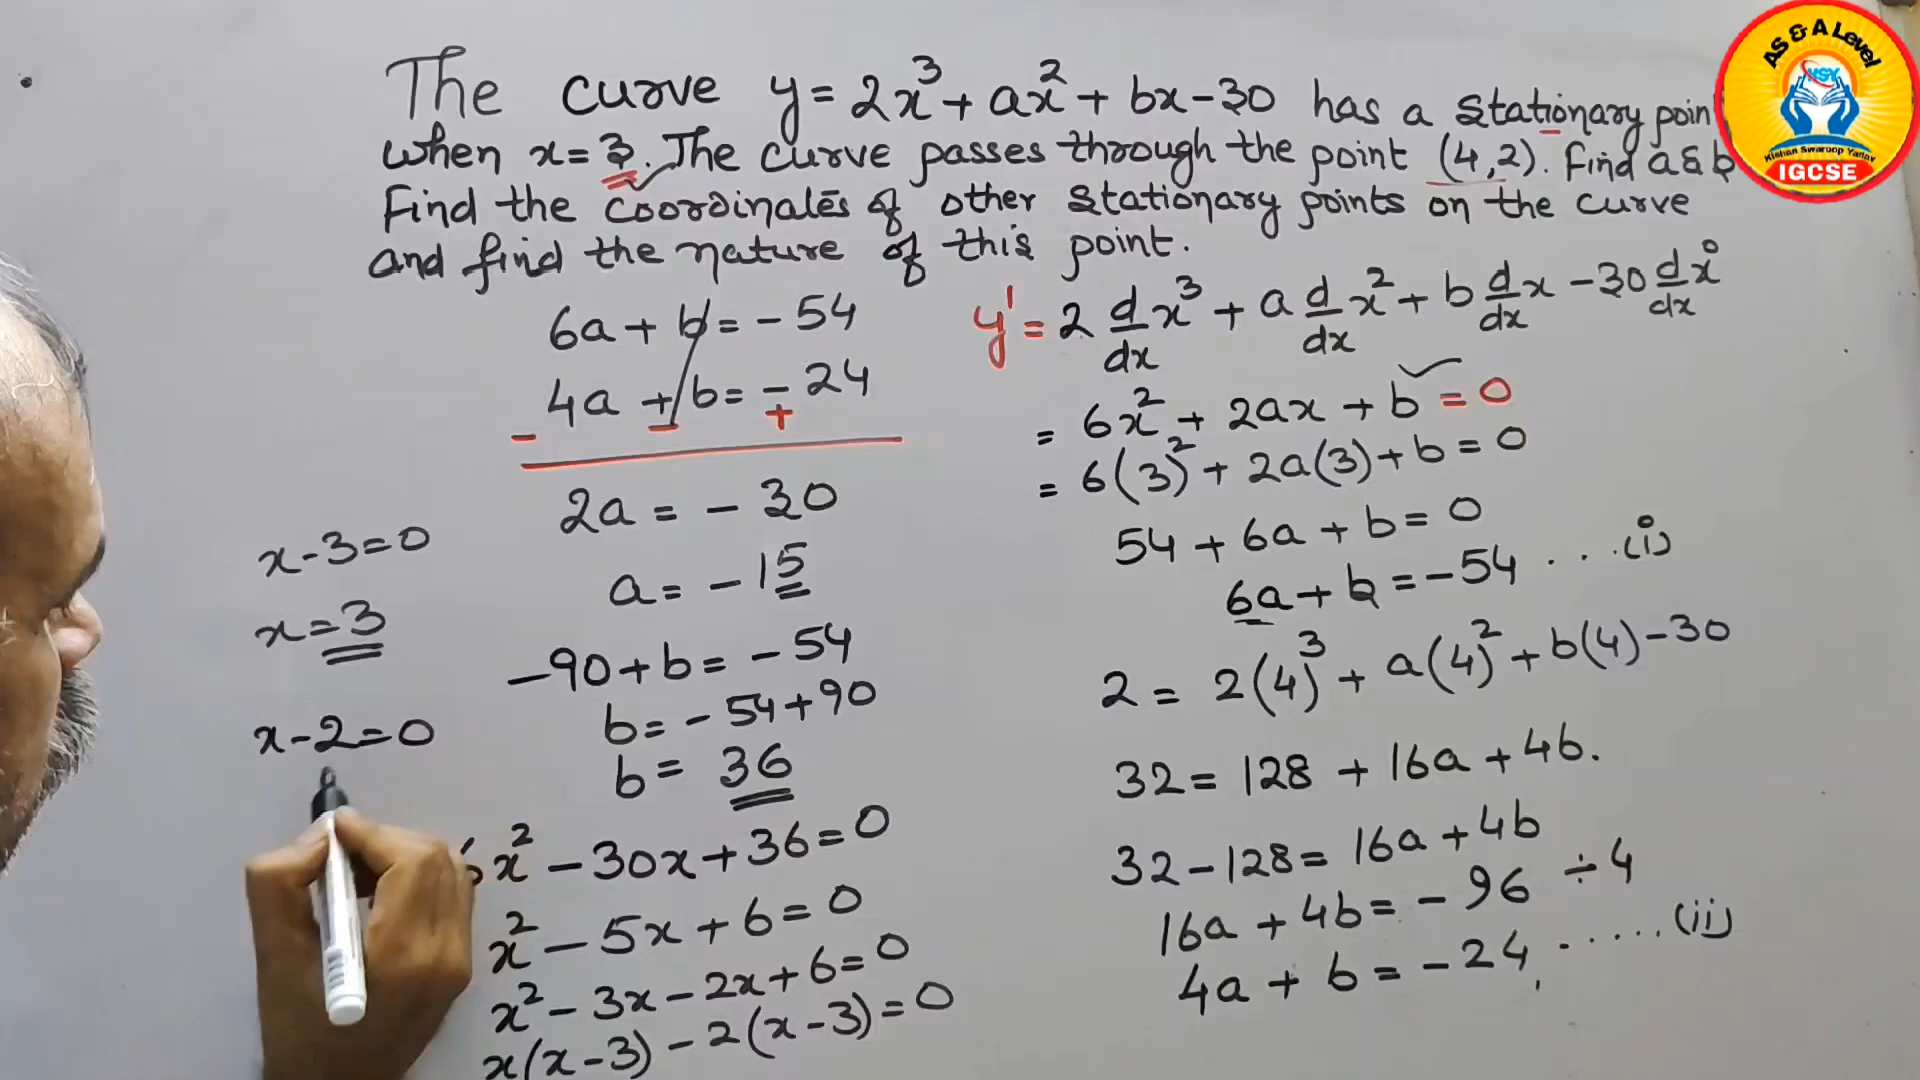 The curve y = 2x³ + ax² + bx - 30 has a stationary poin
when x = 3. The curve passes through the point (4,2). Find a & b
Find the coordinates of other stationary points on the curve
and find the nature of this point.
6a + b = - 54
4a + b = - 24
- - +
2a = - 30
a = - 15
-90 + b = - 54
b = - 54 + 90
b = 36
6x² - 30x + 36 = 0
x² - 5x + 6 = 0
x² - 3x - 2x + 6 = 0
x(x - 3) - 2(x - 3) = 0
x - 3 = 0
x = 3
x - 2 = 0
y' = 2 d/dx x³ + a d/dx x² + b d/dx x - 30 d/dx x⁰
= 6x² + 2ax + b = 0
= 6(3)² + 2a(3) + b = 0
54 + 6a + b = 0
6a + b = - 54 ... (i)
2 = 2(4)³ + a(4)² + b(4) - 30
32 = 128 + 16a + 4b.
32 - 128 = 16a + 4b
16a + 4b = - 96 ÷ 4
4a + b = - 24 ...... (ii)
AS & A Level
KSY
Kishan Swaroop Yadav
IGCSE